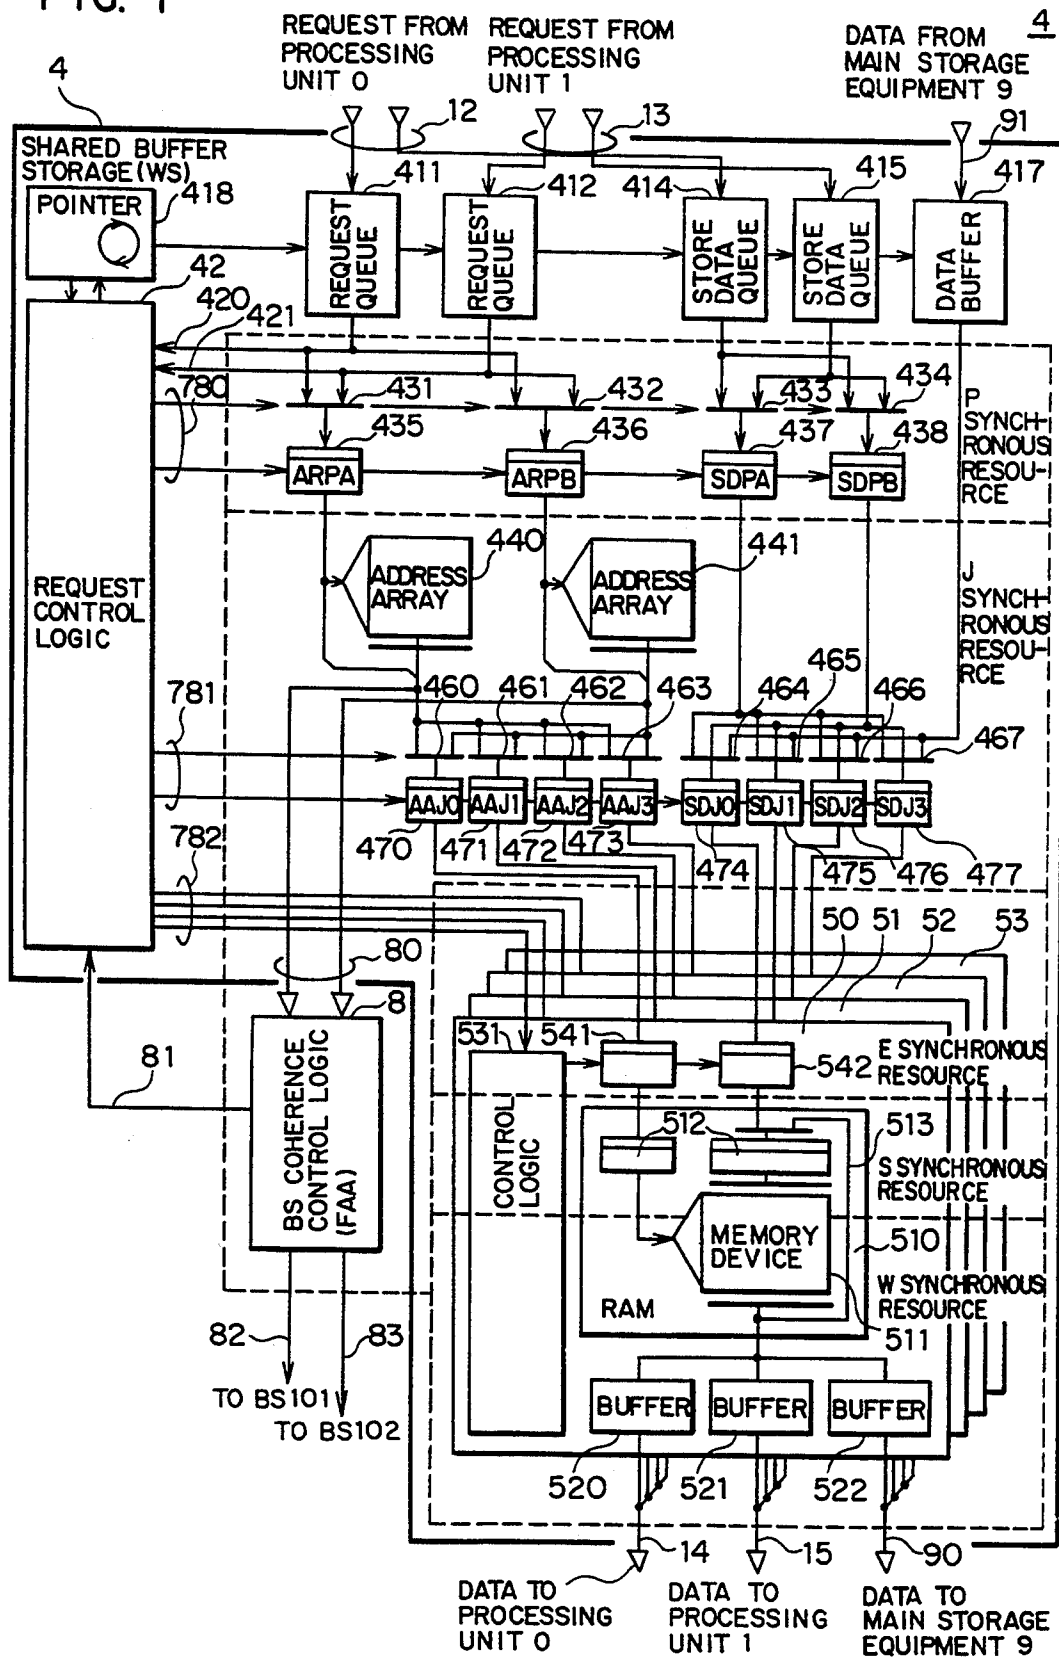 FIG. 1
4
REQUEST FROM
PROCESSING
UNIT 0
REQUEST FROM
PROCESSING
UNIT 1
DATA FROM
MAIN STORAGE
EQUIPMENT 9
4
12
13
91
SHARED BUFFER
STORAGE (WS)
POINTER
418
411
412
414
415
417
REQUEST
QUEUE
REQUEST
QUEUE
STORE
DATA
QUEUE
STORE
DATA
QUEUE
DATA
BUFFER
42
420
421
780
431
432
433
434
435
436
437
438
ARPA
ARPB
SDPA
SDPB
P
SYNCH-
RONOUS
RESOU-
RCE
REQUEST
CONTROL
LOGIC
440
441
ADDRESS
ARRAY
ADDRESS
ARRAY
J
SYNCH-
RONOUS
RESOU-
RCE
781
460
461
462
463
464
465
466
467
AAJ0
AAJ1
AAJ2
AAJ3
SDJ0
SDJ1
SDJ2
SDJ3
470
471
472
473
474
475
476
477
782
50
51
52
53
80
8
81
531
541
542
E SYNCHRONOUS
RESOURCE
BS COHERENCE
CONTROL LOGIC
(FAA)
CONTROL
LOGIC
512
513
S SYNCHRONOUS
RESOURCE
MEMORY
DEVICE
510
RAM
511
W SYNCHRONOUS
RESOURCE
82
83
TO BS101
TO BS102
BUFFER
BUFFER
BUFFER
520
521
522
14
15
90
DATA TO
PROCESSING
UNIT 0
DATA TO
PROCESSING
UNIT 1
DATA TO
MAIN STORAGE
EQUIPMENT 9